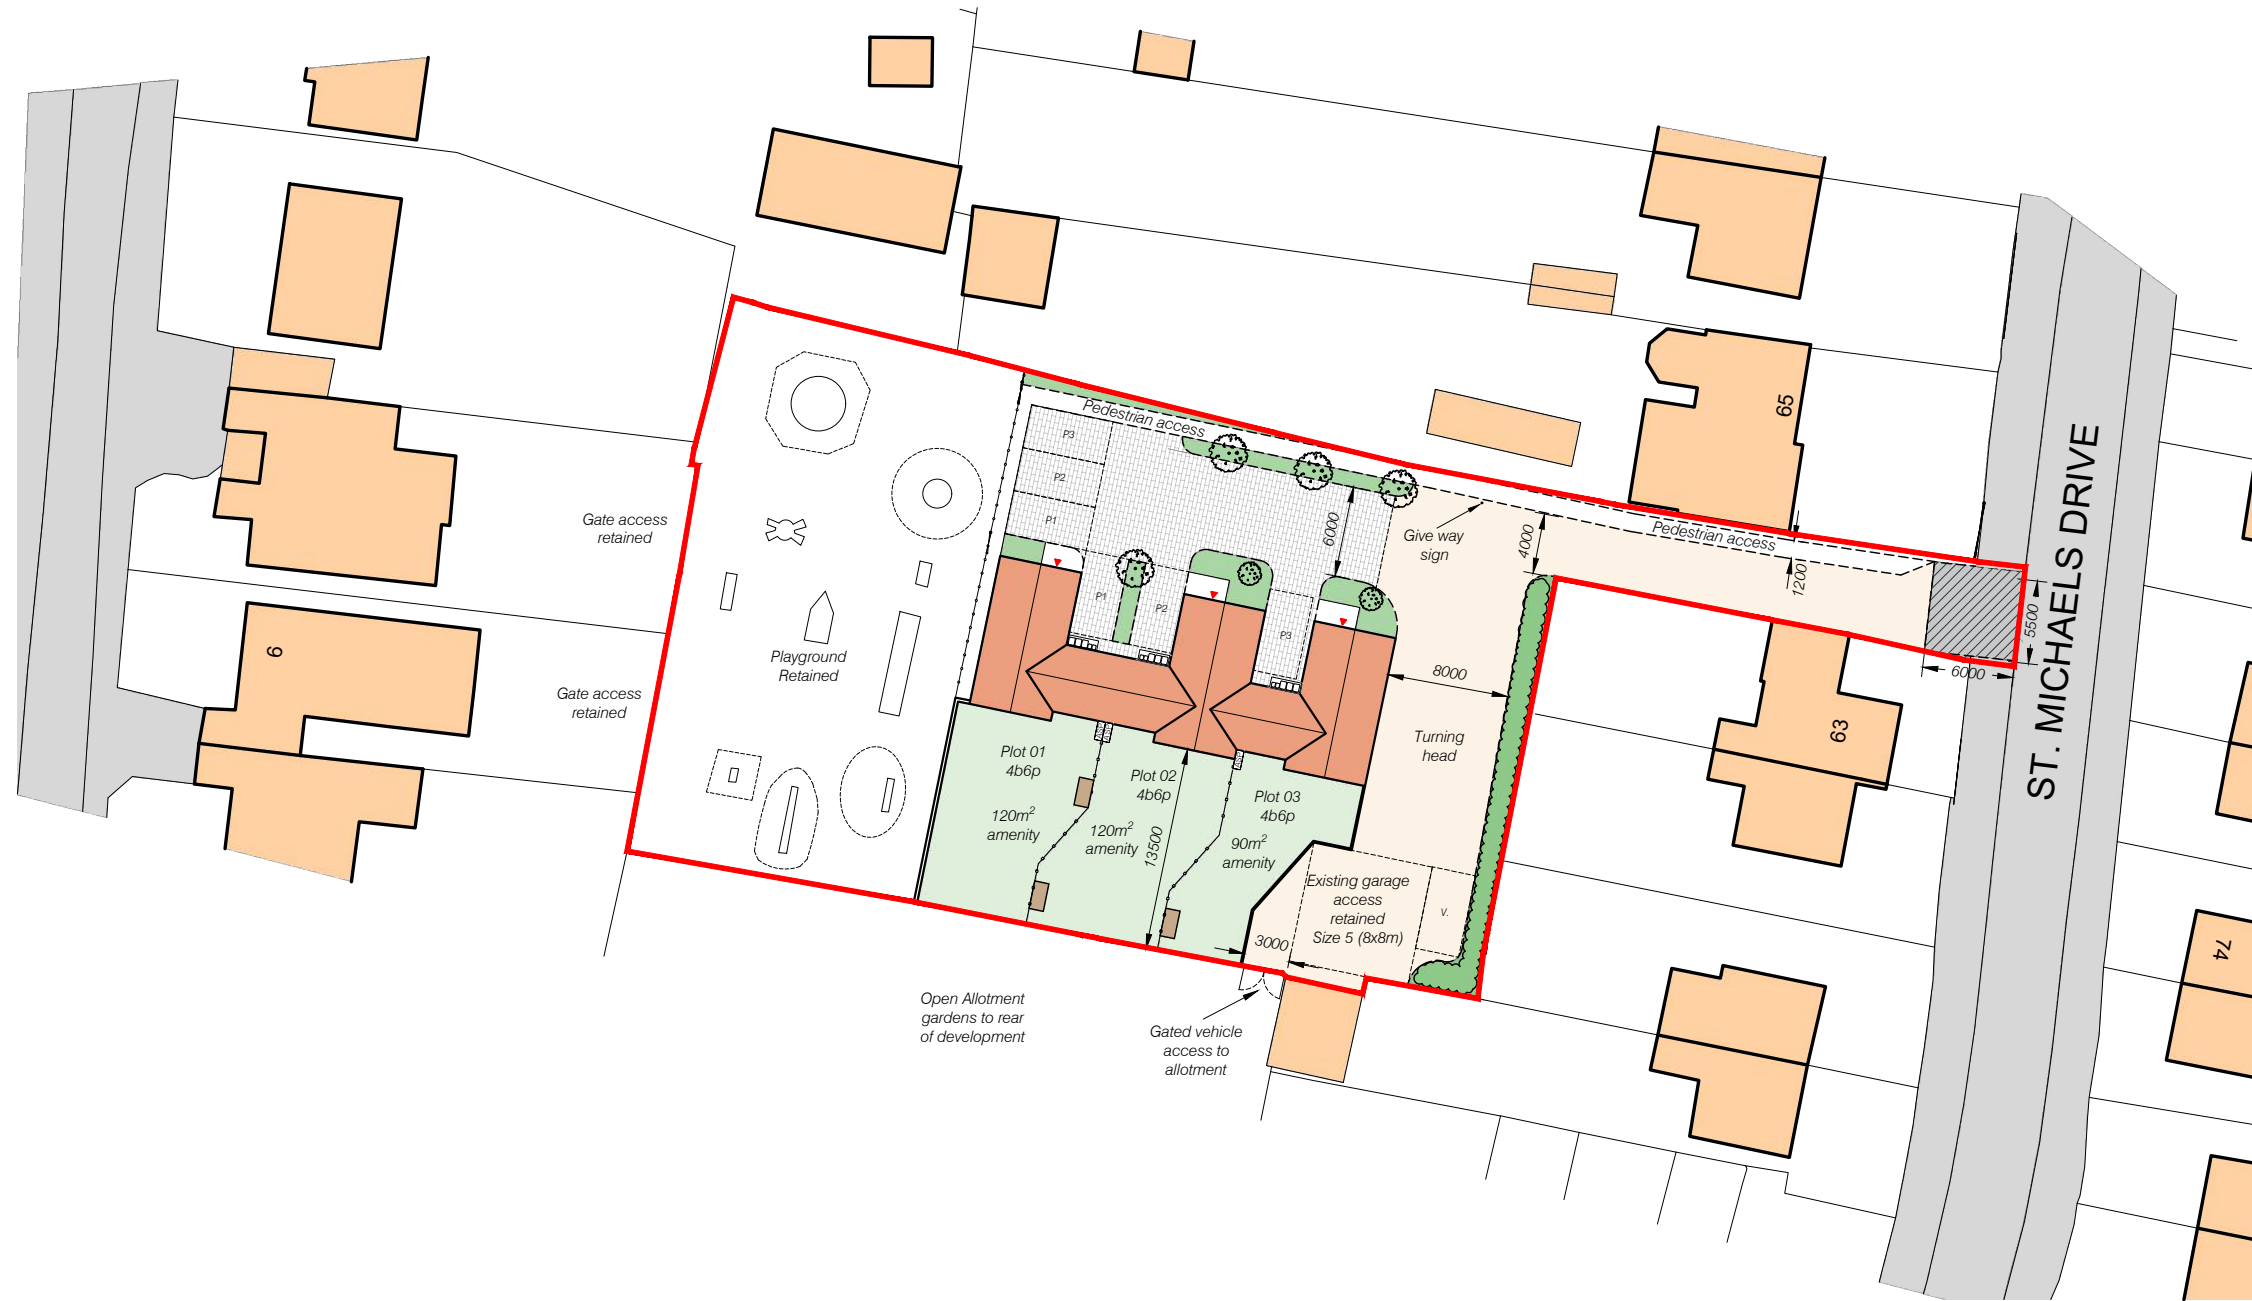 Pedestrian access
P3
P2
P1
65
Gate access
retained
6000
Give way
sign
4000
Pedestrian access
1200
ST. MICHAELS DRIVE
5500
6000
P1
P2
P3
6
Playground
Retained
8000
Gate access
retained
63
Turning
head
Plot 01
4b6p
120m²
amenity
Plot 02
4b6p
120m²
amenity
13500
Plot 03
4b6p
90m²
amenity
Existing garage
access
retained
Size 5 (8x8m)
V.
3000
74
Open Allotment
gardens to rear
of development
Gated vehicle
access to
allotment